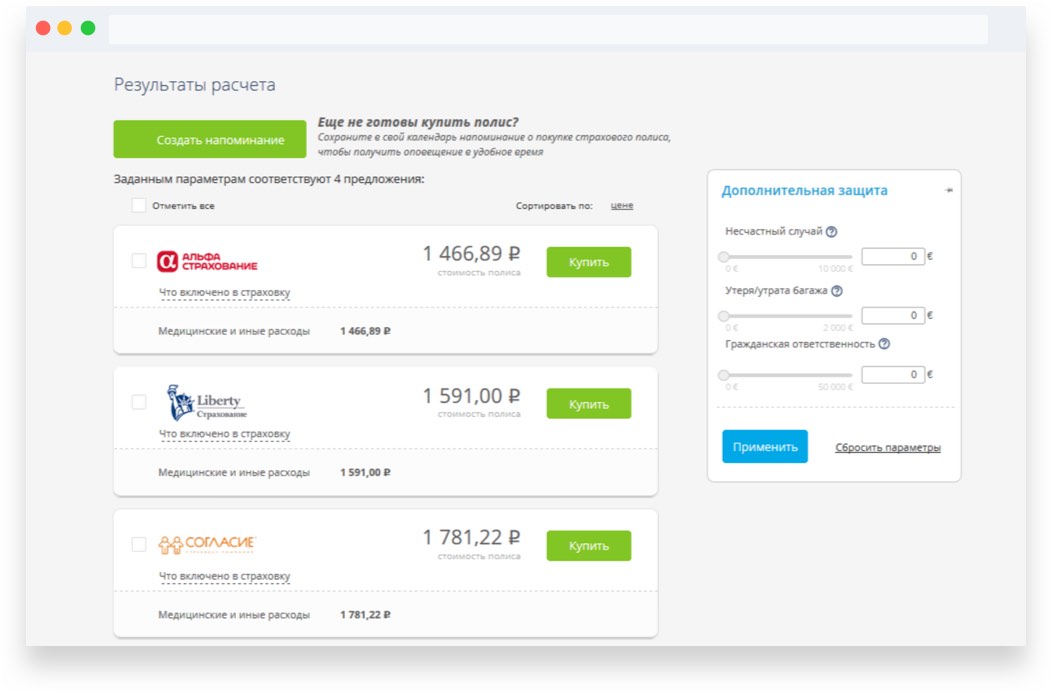 Результаты расчета
Создать напоминание
Еще не готовы купить полис?
Сохраните в свой календарь напоминание о покупке страхового полиса,
чтобы получить оповещение в удобное время
Заданным параметрам соответствуют 4 предложения:
Отметить все
Сортировать по: цене
АЛЬФА
СТРАХОВАНИЕ
1 466,89 ₽
стоимость полиса
Купить
Что включено в страховку
Медицинские и иные расходы 1 466,89 ₽
Liberty
Страхование
1 591,00 ₽
стоимость полиса
Купить
Что включено в страховку
Медицинские и иные расходы 1 591,00 ₽
СОГЛАСИЕ
1 781,22 ₽
стоимость полиса
Купить
Что включено в страховку
Медицинские и иные расходы 1 781,22 ₽
Дополнительная защита
Несчастный случай ?
0 €
0 € 10 000 €
Утеря/утрата багажа ?
0 €
0 € 2 000 €
Гражданская ответственность ?
0 €
0 € 50 000 €
Применить
Сбросить параметры